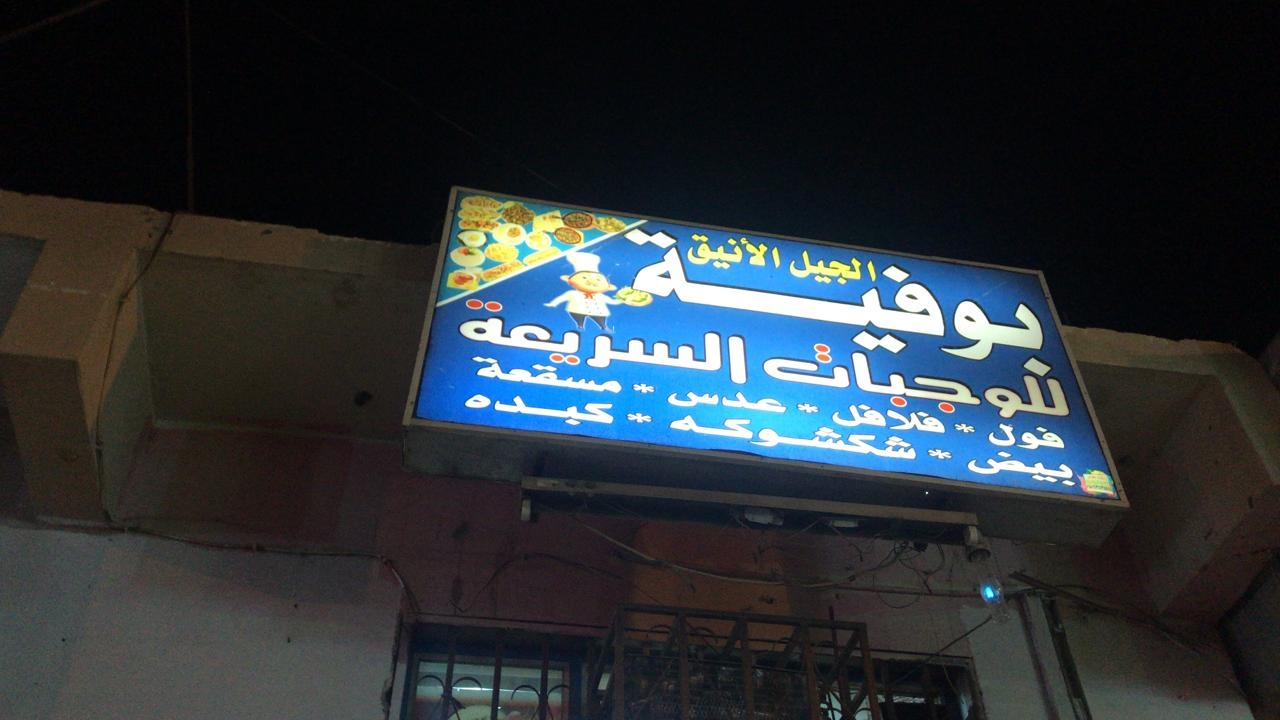 الجيل الأنيق
بوفية
للوجبات السريعة
فول * فلافل * عدس * مسقعة
بيض * شكشوكه * كبده